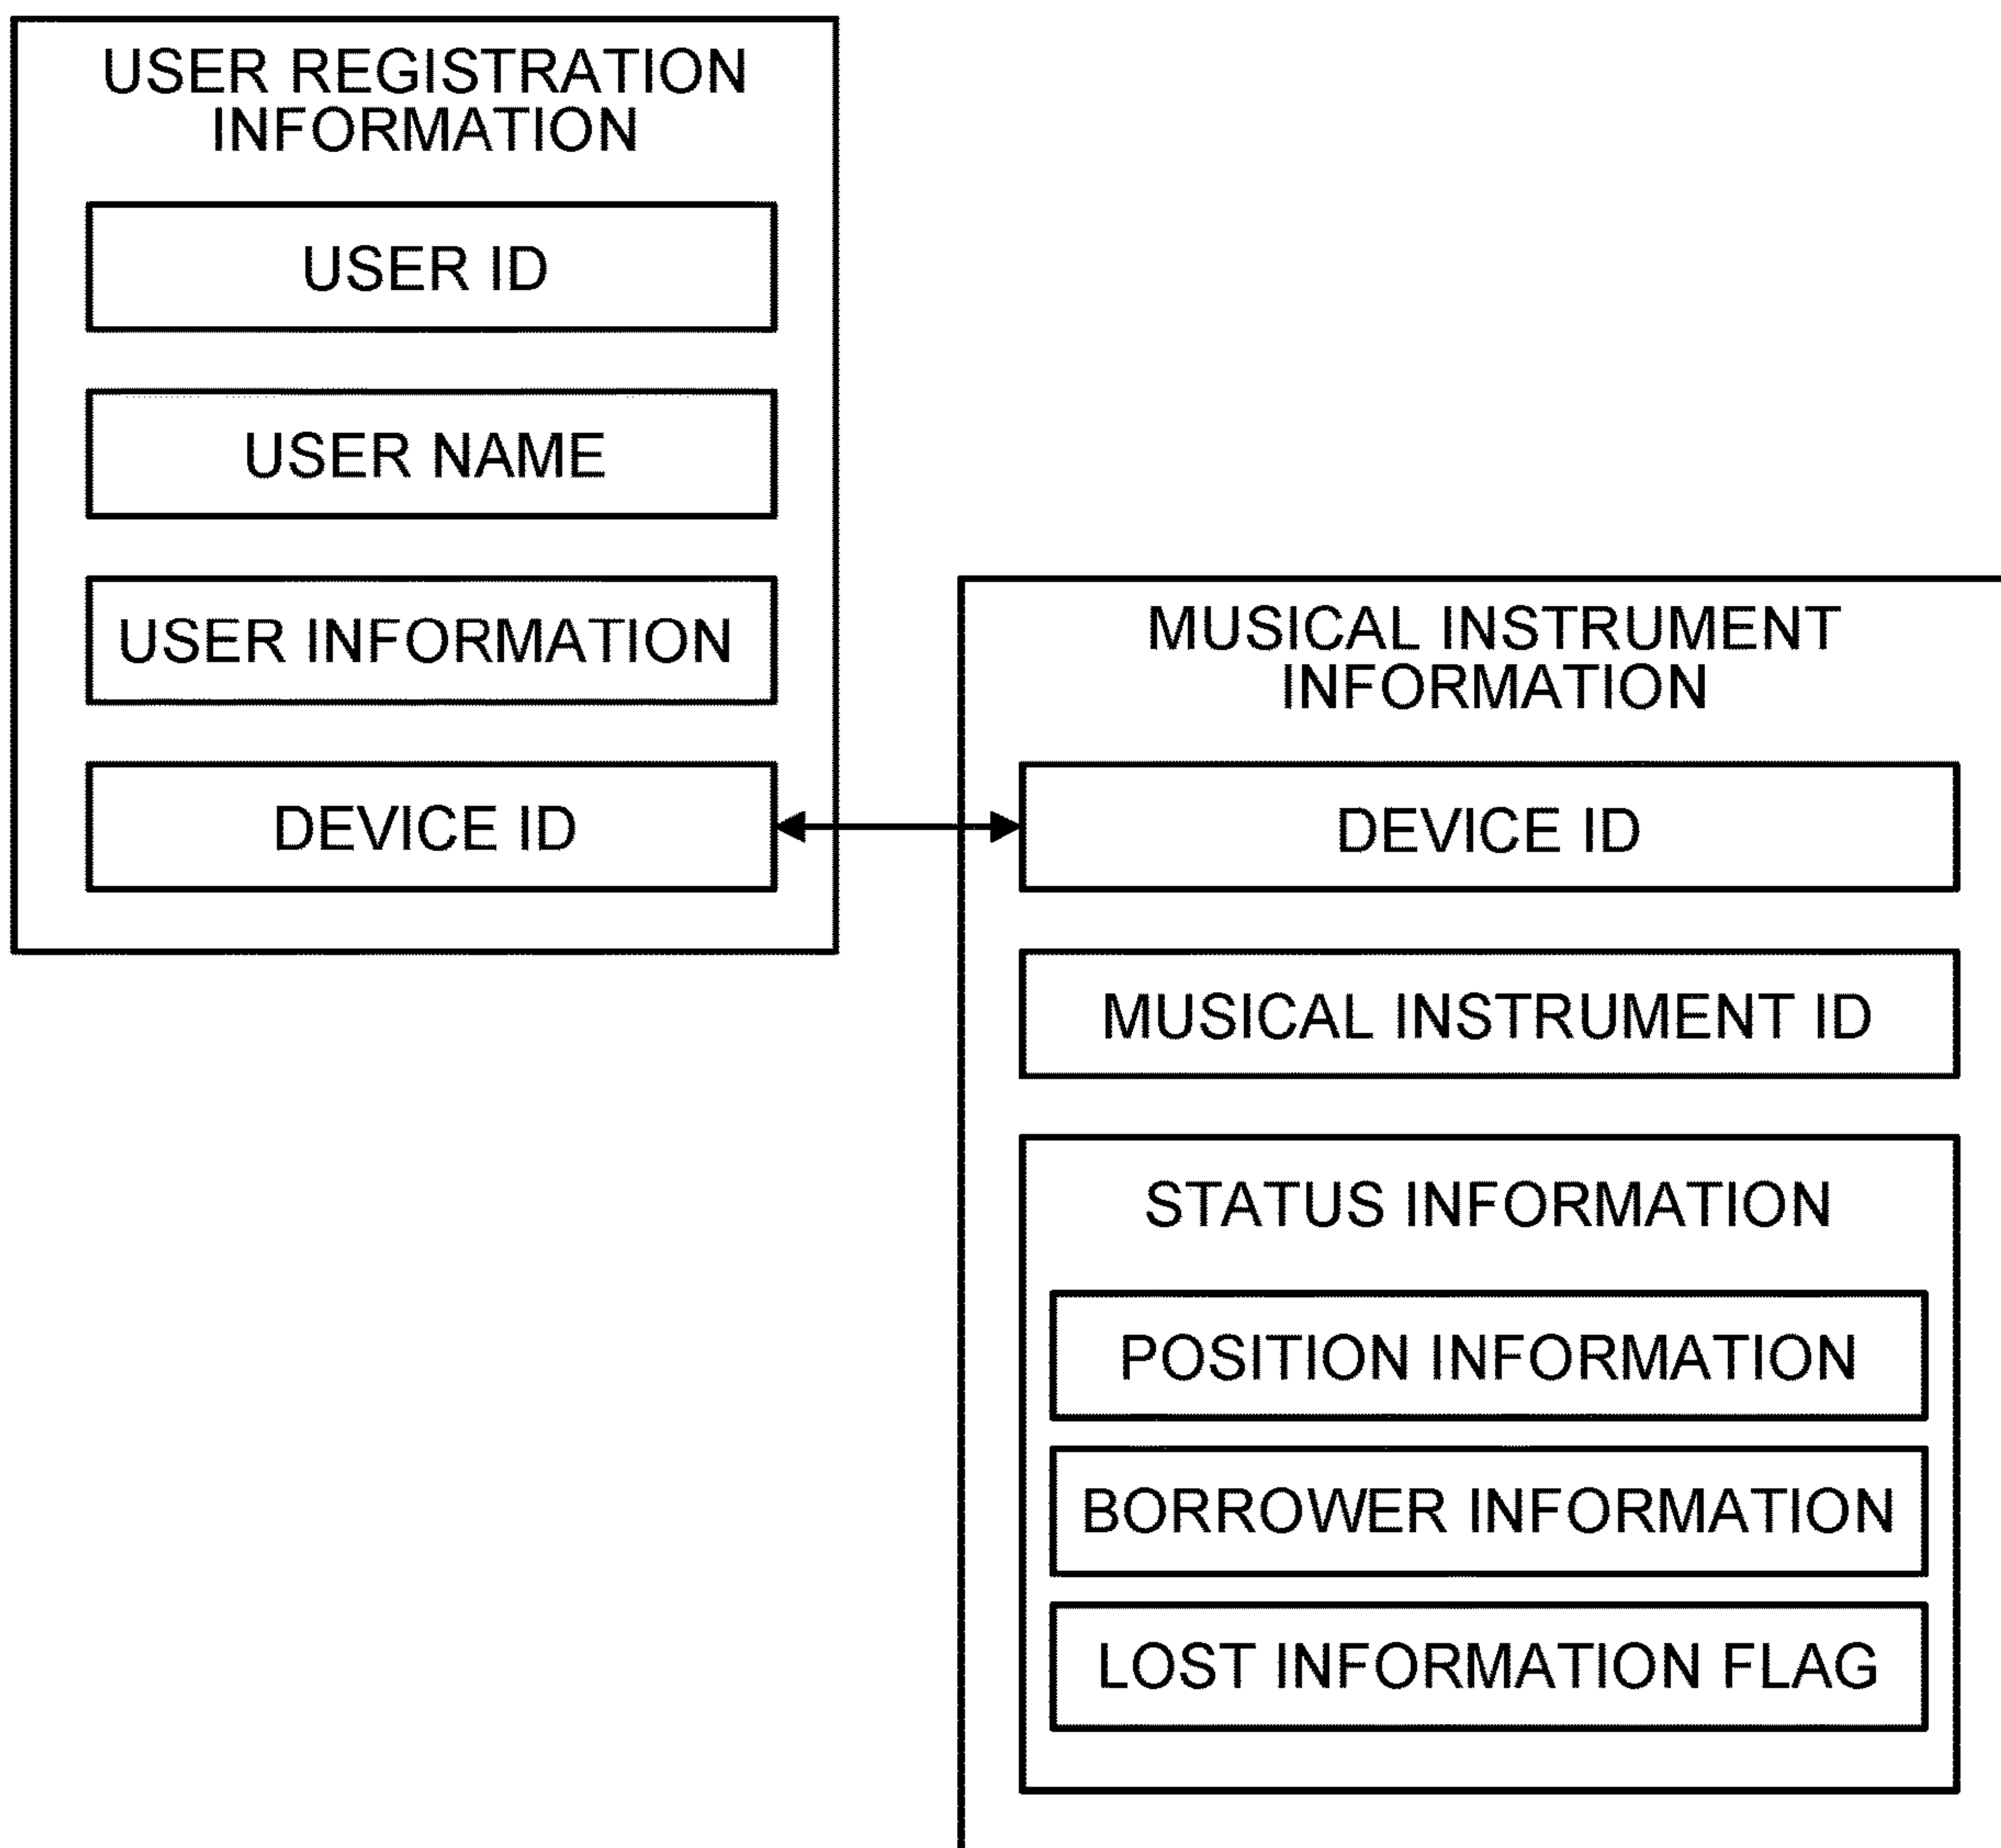 USER REGISTRATION
INFORMATION
USER ID
USER NAME
USER INFORMATION
DEVICE ID
MUSICAL INSTRUMENT
INFORMATION
DEVICE ID
MUSICAL INSTRUMENT ID
STATUS INFORMATION
POSITION INFORMATION
BORROWER INFORMATION
LOST INFORMATION FLAG